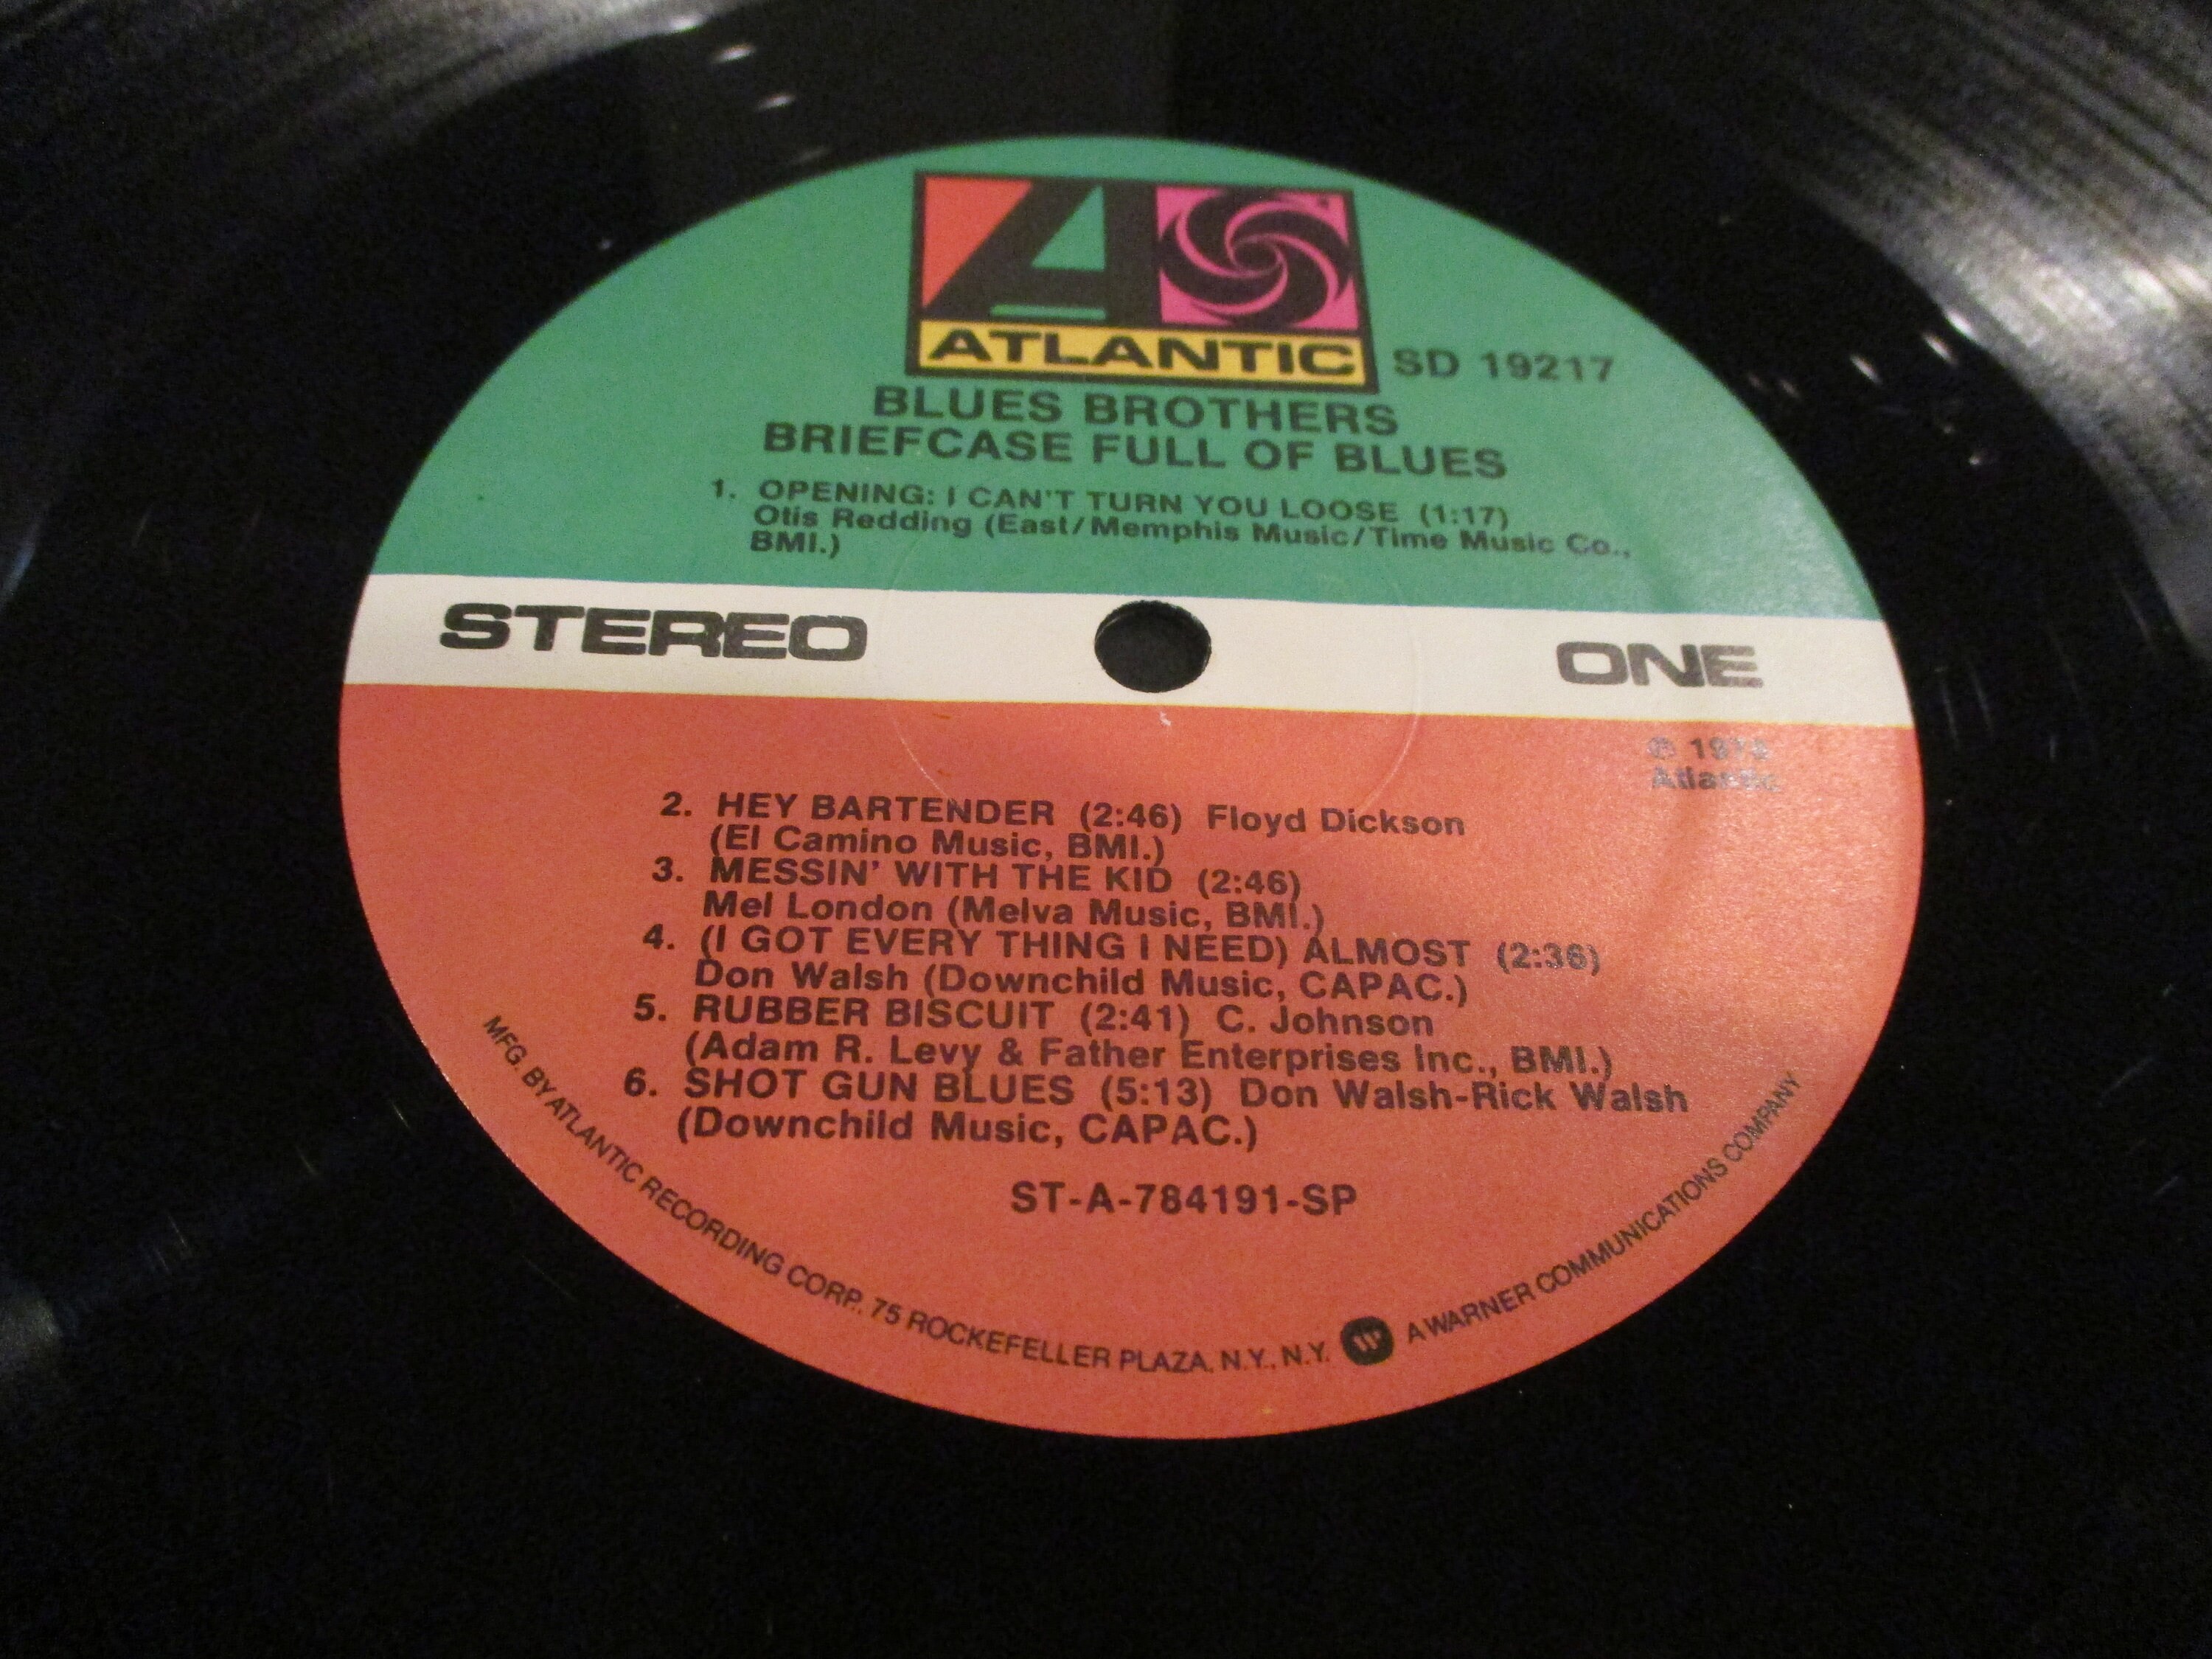 ATLANTIC
SD 19217
BLUES BROTHERS
BRIEFCASE FULL OF BLUES
1. OPENING: I CAN'T TURN YOU LOOSE (1:17)
Otis Redding (East/Memphis Music/Time Music Co.,
BMI.)
STEREO
ONE
Ⓟ 1978
Atlantic
2. HEY BARTENDER (2:46) Floyd Dickson
(El Camino Music, BMI.)
3. MESSIN' WITH THE KID (2:46)
Mel London (Melva Music, BMI.)
4. (I GOT EVERY THING I NEED) ALMOST (2:36)
Don Walsh (Downchild Music, CAPAC.)
5. RUBBER BISCUIT (2:41) C. Johnson
(Adam R. Levy & Father Enterprises Inc., BMI.)
6. SHOT GUN BLUES (5:13) Don Walsh-Rick Walsh
(Downchild Music, CAPAC.)
ST-A-784191-SP
MFG. BY ATLANTIC RECORDING CORP., 75 ROCKEFELLER PLAZA, N.Y., N.Y. A WARNER COMMUNICATIONS COMPANY